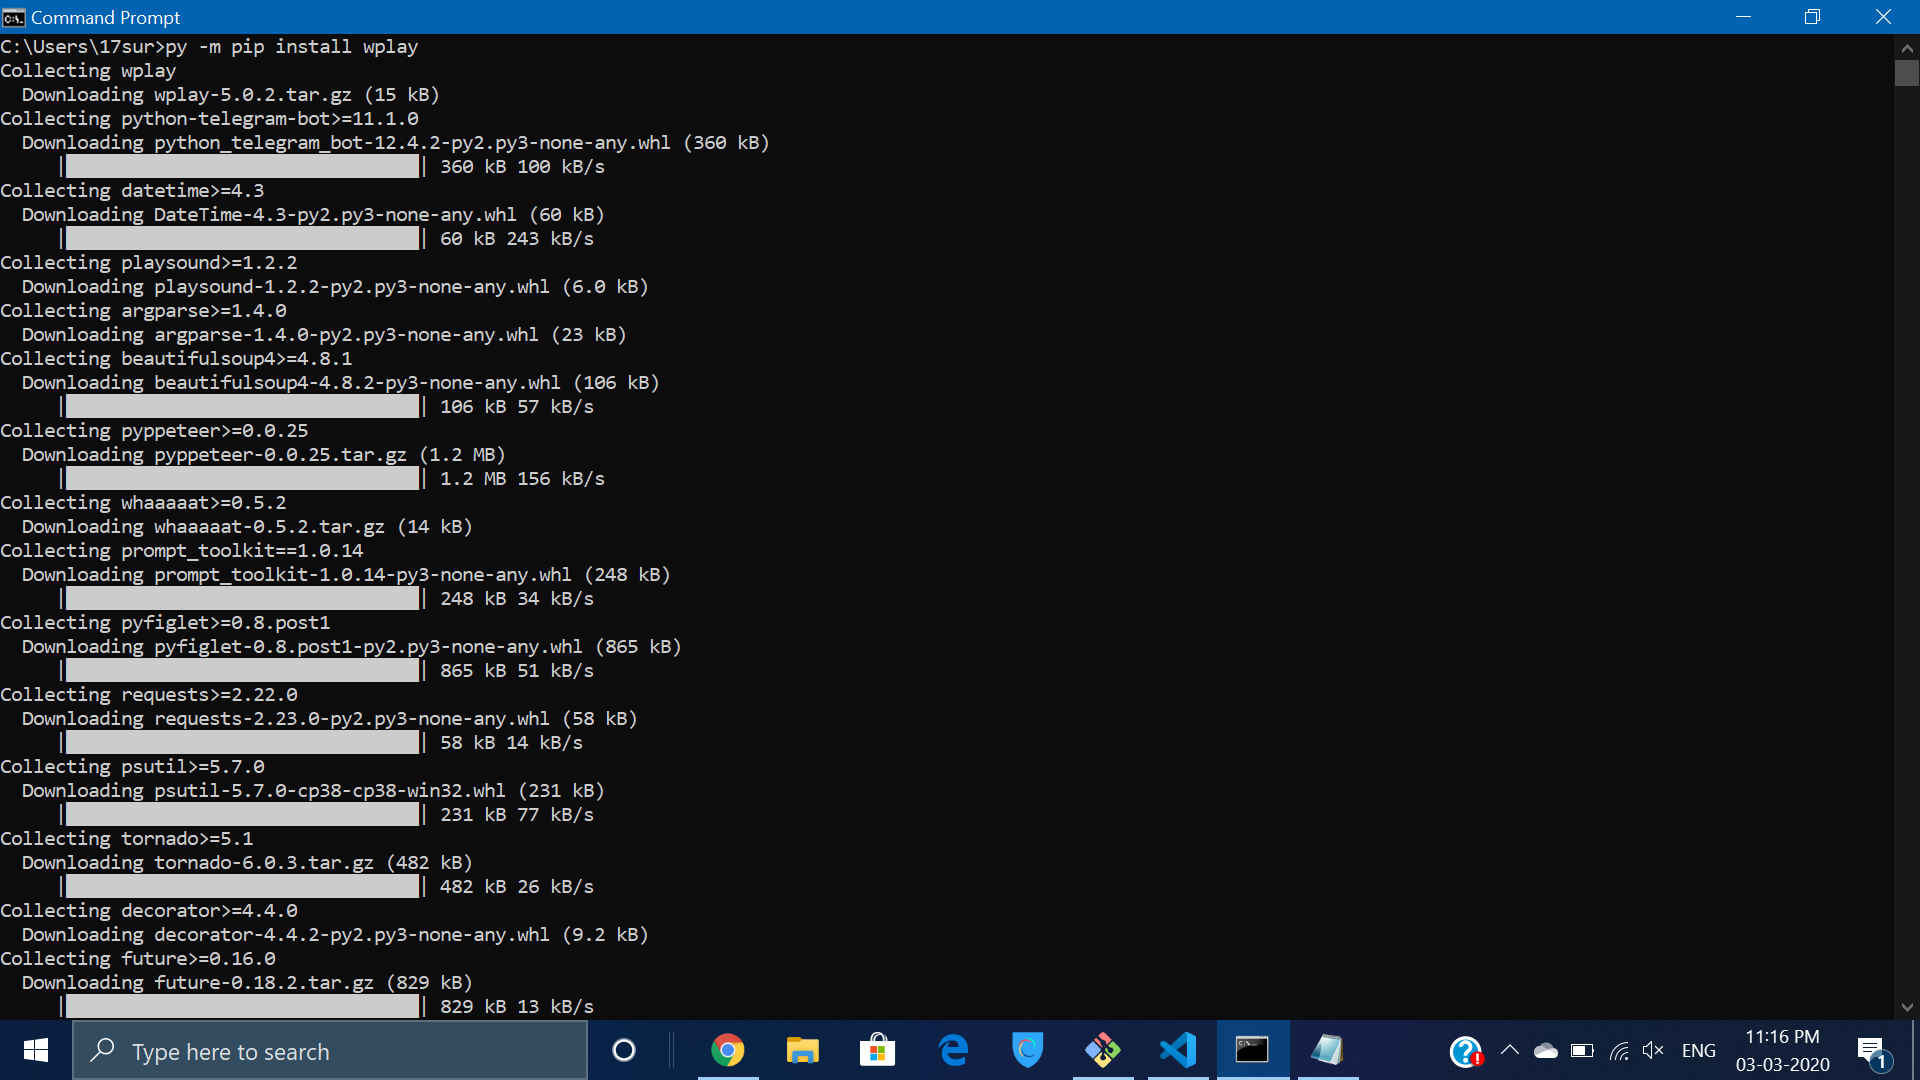 Command Prompt
C:\Users\17sur>py -m pip install wplay
Collecting wplay
Downloading wplay-5.0.2.tar.gz (15 kB)
Collecting python-telegram-bot>=11.1.0
Downloading python_telegram_bot-12.4.2-py2.py3-none-any.whl (360 kB)
| 360 kB 100 kB/s
Collecting datetime>=4.3
Downloading DateTime-4.3-py2.py3-none-any.whl (60 kB)
| 60 kB 243 kB/s
Collecting playsound>=1.2.2
Downloading playsound-1.2.2-py2.py3-none-any.whl (6.0 kB)
Collecting argparse>=1.4.0
Downloading argparse-1.4.0-py2.py3-none-any.whl (23 kB)
Collecting beautifulsoup4>=4.8.1
Downloading beautifulsoup4-4.8.2-py3-none-any.whl (106 kB)
| 106 kB 57 kB/s
Collecting pyppeteer>=0.0.25
Downloading pyppeteer-0.0.25.tar.gz (1.2 MB)
| 1.2 MB 156 kB/s
Collecting whaaaaat>=0.5.2
Downloading whaaaaat-0.5.2.tar.gz (14 kB)
Collecting prompt_toolkit==1.0.14
Downloading prompt_toolkit-1.0.14-py3-none-any.whl (248 kB)
| 248 kB 34 kB/s
Collecting pyfiglet>=0.8.post1
Downloading pyfiglet-0.8.post1-py2.py3-none-any.whl (865 kB)
| 865 kB 51 kB/s
Collecting requests>=2.22.0
Downloading requests-2.23.0-py2.py3-none-any.whl (58 kB)
| 58 kB 14 kB/s
Collecting psutil>=5.7.0
Downloading psutil-5.7.0-cp38-cp38-win32.whl (231 kB)
| 231 kB 77 kB/s
Collecting tornado>=5.1
Downloading tornado-6.0.3.tar.gz (482 kB)
| 482 kB 26 kB/s
Collecting decorator>=4.4.0
Downloading decorator-4.4.2-py2.py3-none-any.whl (9.2 kB)
Collecting future>=0.16.0
Downloading future-0.18.2.tar.gz (829 kB)
| 829 kB 13 kB/s
Type here to search
ENG
11:16 PM
03-03-2020
1